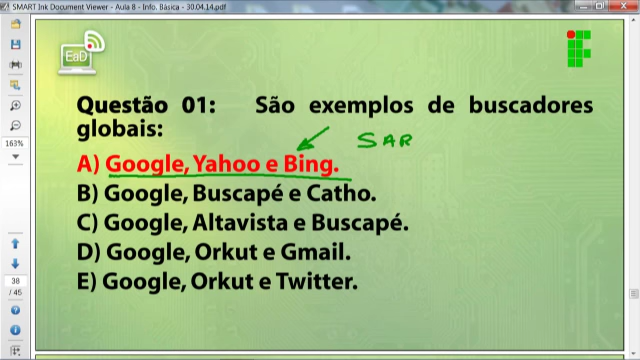 SMART Ink Document Viewer - Aula 8 - Info. Básica - 30.04.14.pdf
EaD
Questão 01: São exemplos de buscadores
globais:
SAR
A) Google, Yahoo e Bing.
B) Google, Buscapé e Catho.
C) Google, Altavista e Buscapé.
D) Google, Orkut e Gmail.
E) Google, Orkut e Twitter.
163%
38
/ 45